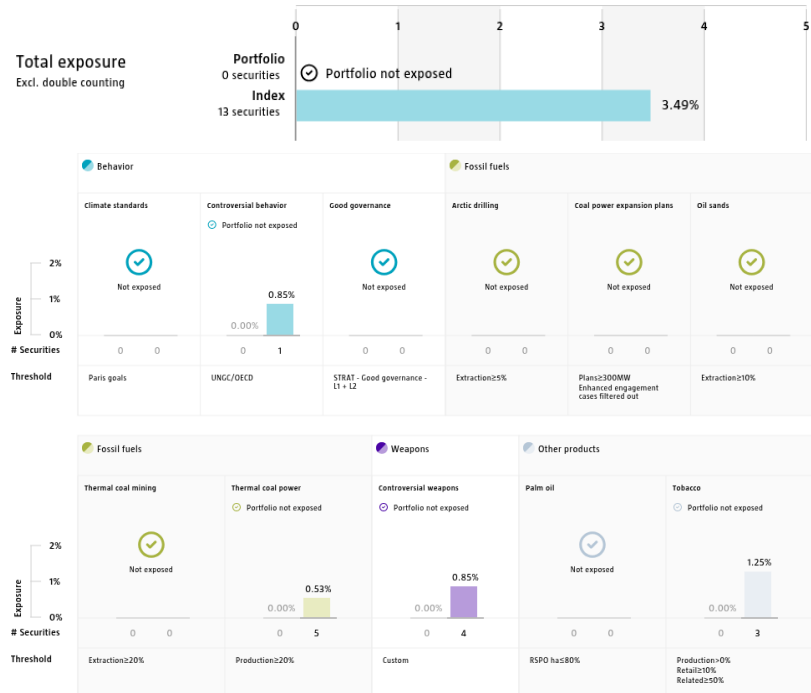 0 1 2 3 4 5
Total exposure
Excl. double counting
Portfolio
0 securities
Portfolio not exposed
Index
13 securities
3.49%
Behavior
Fossil fuels
Climate standards
Controversial behavior
Good governance
Arctic drilling
Coal power expansion plans
Oil sands
Portfolio not exposed
Not exposed
Not exposed
Not exposed
Not exposed
Not exposed
Exposure
2%
1%
0%
0.00%
0.85%
# Securities
0 0 0 1 0 0 0 0 0 0 0 0
Threshold
Paris goals
UNGC/OECD
STRAT - Good governance -
L1 + L2
Extraction≥5%
Plans≥300MW
Enhanced engagement
cases filtered out
Extraction≥10%
Fossil fuels
Weapons
Other products
Thermal coal mining
Thermal coal power
Controversial weapons
Palm oil
Tobacco
Portfolio not exposed
Portfolio not exposed
Portfolio not exposed
Not exposed
Not exposed
Exposure
2%
1%
0%
0.00%
0.53%
0.00%
0.85%
0.00%
1.25%
# Securities
0 0 0 5 0 4 0 0 0 3
Threshold
Extraction≥20%
Production≥20%
Custom
RSPO ha≤80%
Production>0%
Retail≥10%
Related≥50%